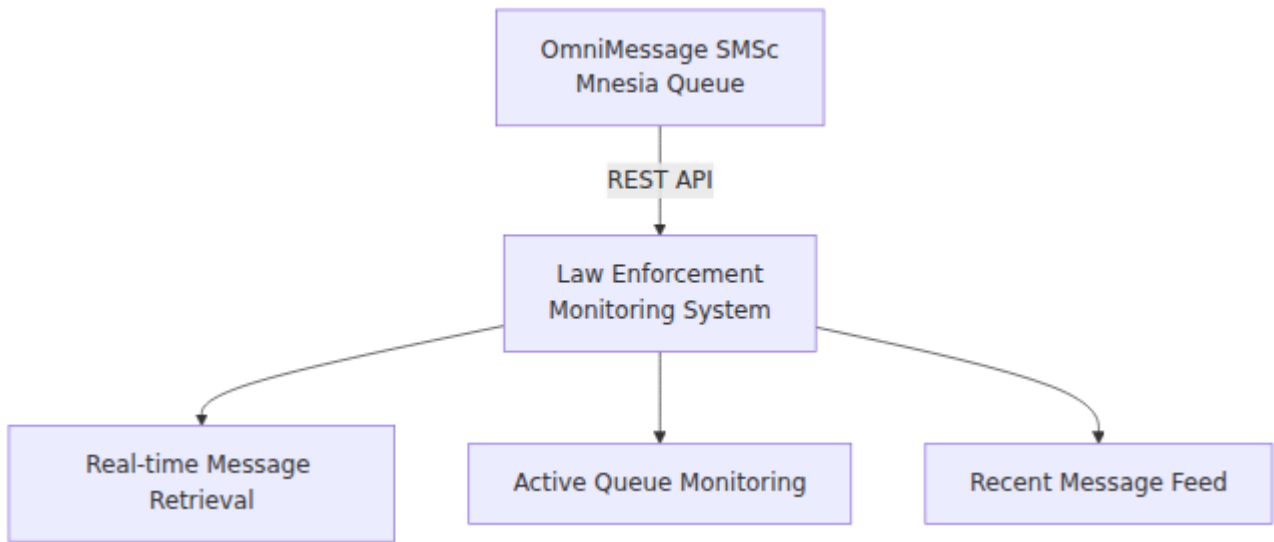 OmniMessage SMSc
Mnesia Queue
REST API
Law Enforcement
Monitoring System
Real-time Message
Retrieval
Active Queue Monitoring
Recent Message Feed